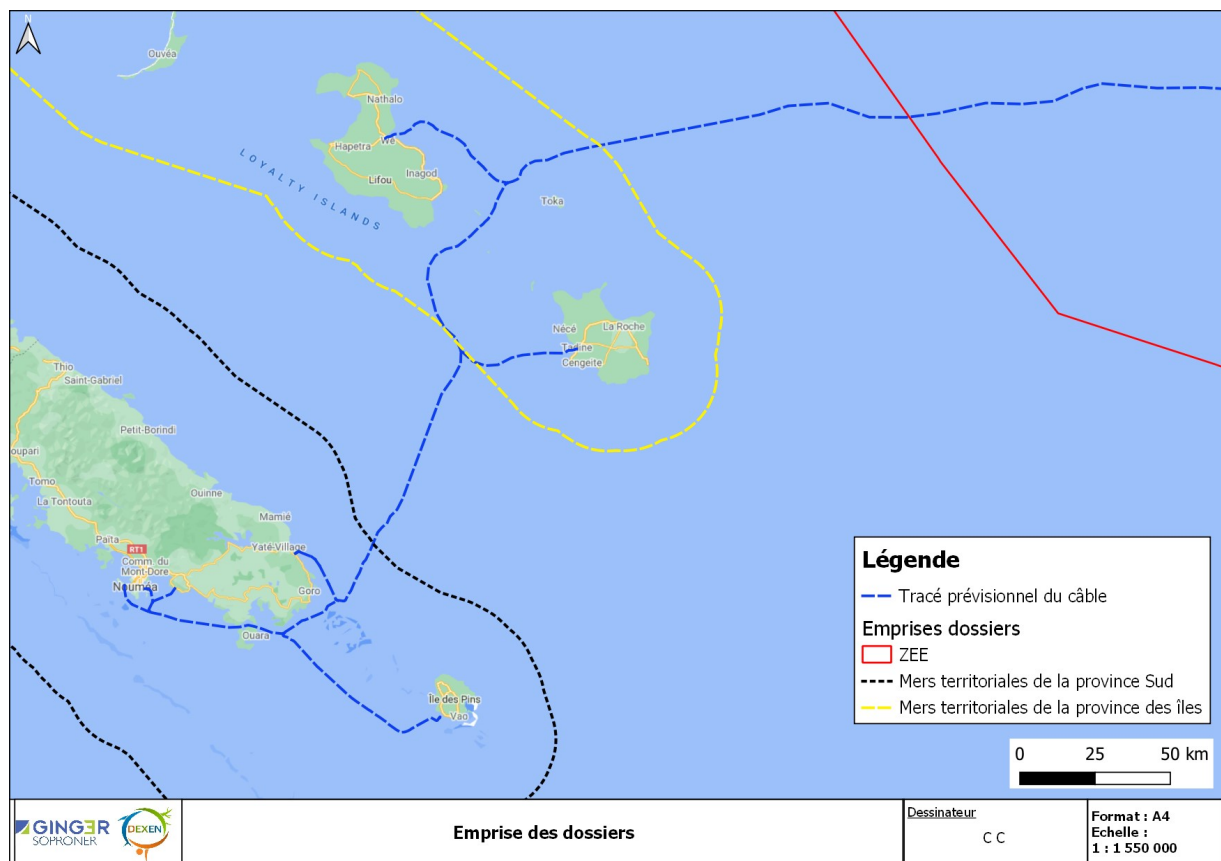 N
Ouvéa
Nathalo
Wé
Hapetra
Inagod
Lifou
LOYALTY ISLANDS
Toka
Nécé
La Roche
Tadine
Cengeite
Thio
Saint-Gabriel
Petit-Borindi
oupari
Tomo
La Tontouta
Ouinne
Mamié
Païta
RT1
Yaté-Village
Comm. du
Mont-Dore
Nouméa
Goro
Ouara
Île des Pins
Vao
Légende
Tracé prévisionnel du câble
Emprises dossiers
ZEE
Mers territoriales de la province Sud
Mers territoriales de la province des îles
0 25 50 km
GINGER
SOPRONER
DEXEN
Emprise des dossiers
Dessinateur
C C
Format : A4
Echelle :
1 : 1 550 000